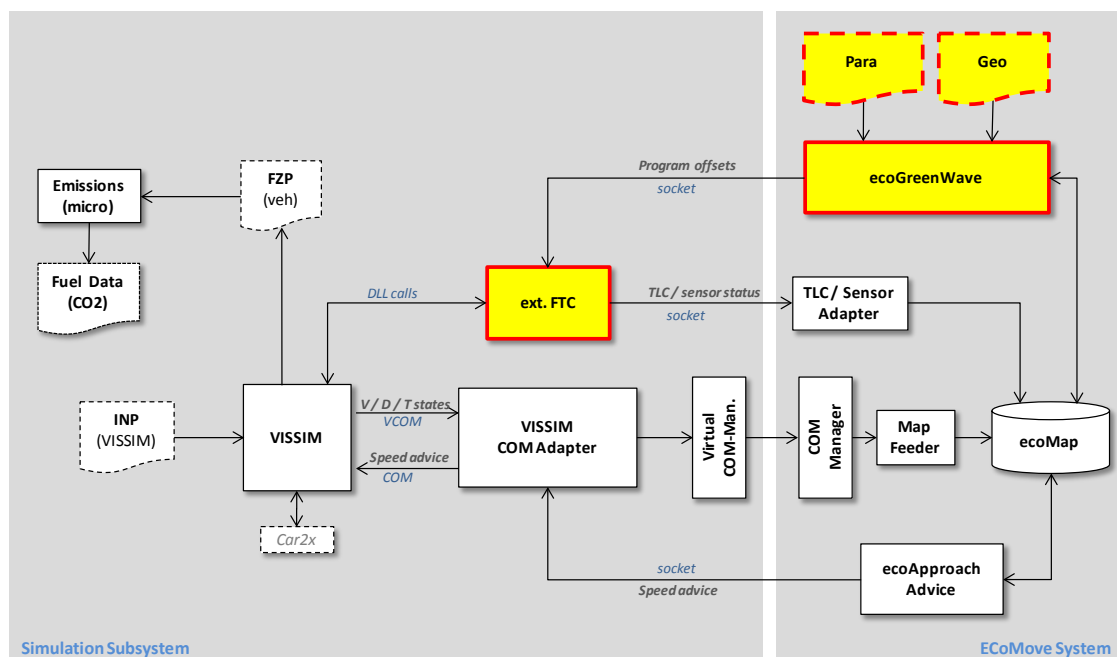 Para
Geo
Program offsets
socket
ecoGreenWave
Emissions
(micro)
FZP
(veh)
Fuel Data
(CO2)
DLL calls
ext. FTC
TLC / sensor status
socket
TLC / Sensor
Adapter
INP
(VISSIM)
VISSIM
V / D / T states
VCOM
Speed advice
COM
VISSIM
COM Adapter
Virtual
COM-Man.
COM
Manager
Map
Feeder
ecoMap
Car2x
socket
Speed advice
ecoApproach
Advice
Simulation Subsystem
ECoMove System